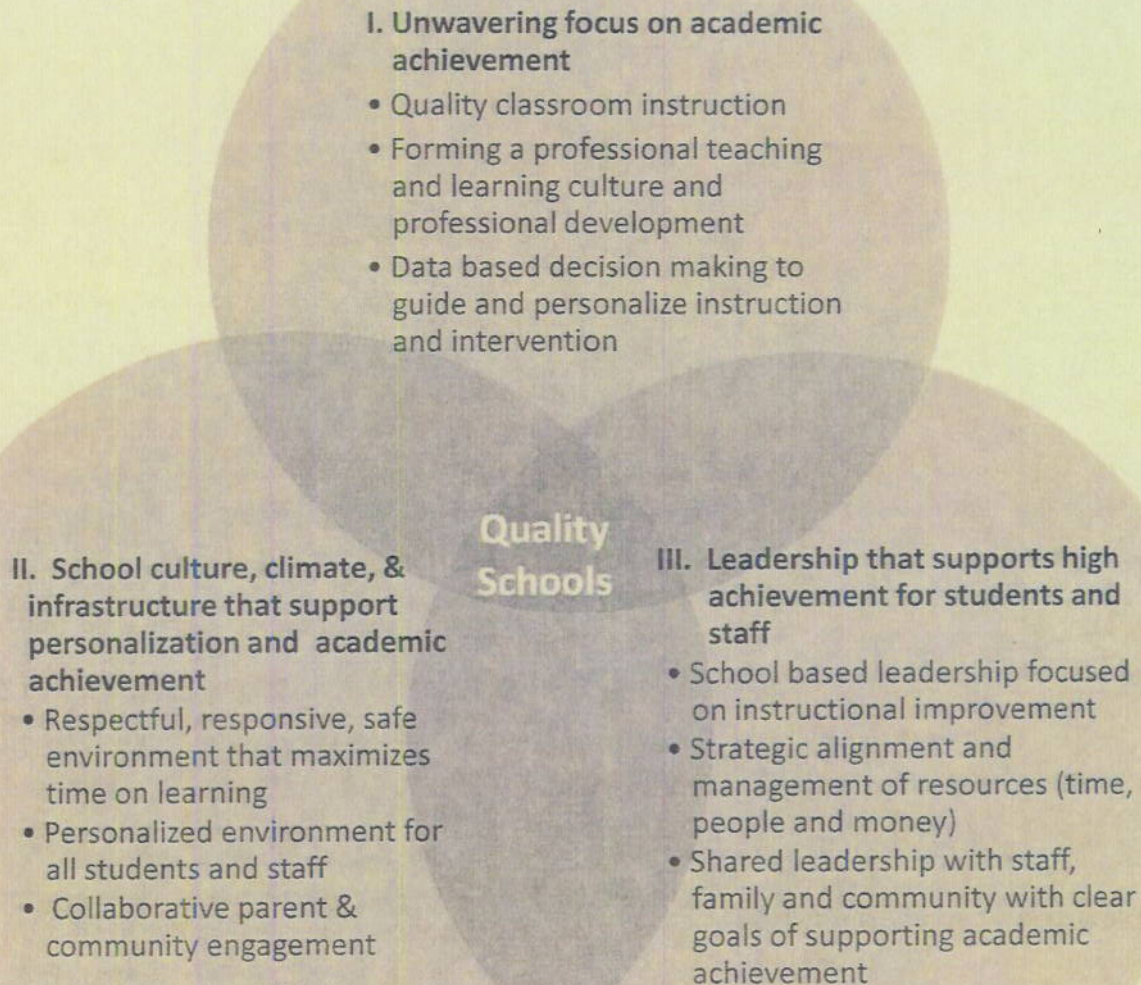 I. Unwavering focus on academic
achievement
• Quality classroom instruction
• Forming a professional teaching
and learning culture and
professional development
• Data based decision making to
guide and personalize instruction
and intervention
Quality
Schools
II. School culture, climate, &
infrastructure that support
personalization and academic
achievement
• Respectful, responsive, safe
environment that maximizes
time on learning
• Personalized environment for
all students and staff
• Collaborative parent &
community engagement
III. Leadership that supports high
achievement for students and
staff
• School based leadership focused
on instructional improvement
• Strategic alignment and
management of resources (time,
people and money)
• Shared leadership with staff,
family and community with clear
goals of supporting academic
achievement